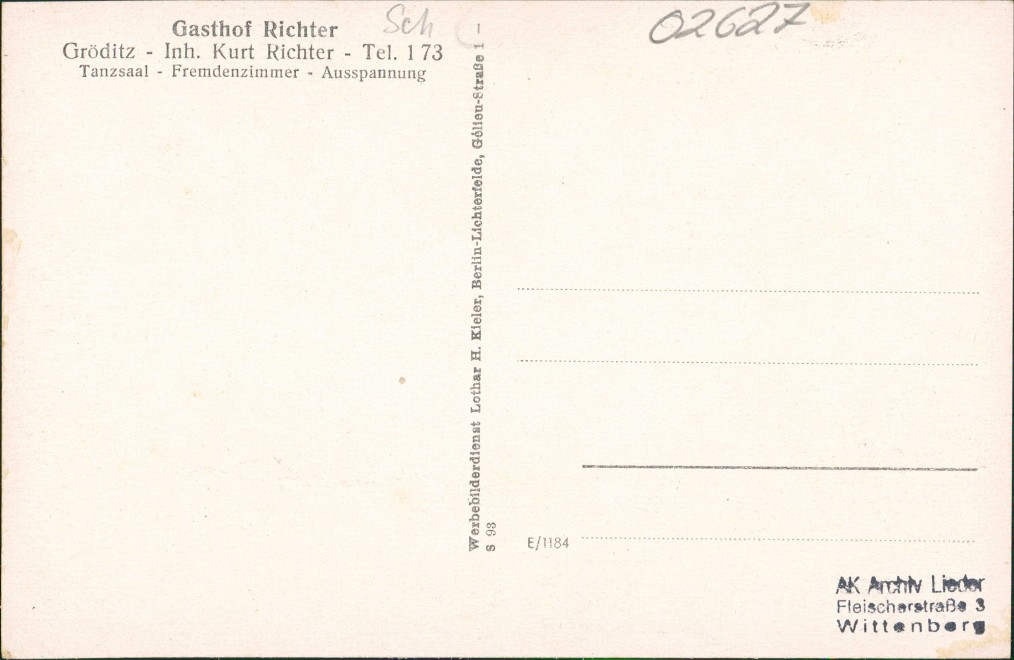 Gasthof Richter
Gröditz - Inh. Kurt Richter - Tel. 173
Tanzsaal - Fremdenzimmer - Ausspannung
Sch
02627
Werbebilderdienst Lothar H. Kieler, Berlin-Lichterfelde, Gélieu-Straße 1 -
S 98
E/1184
AK Archiv Lieder
Fleischerstraße 3
Wittenberg